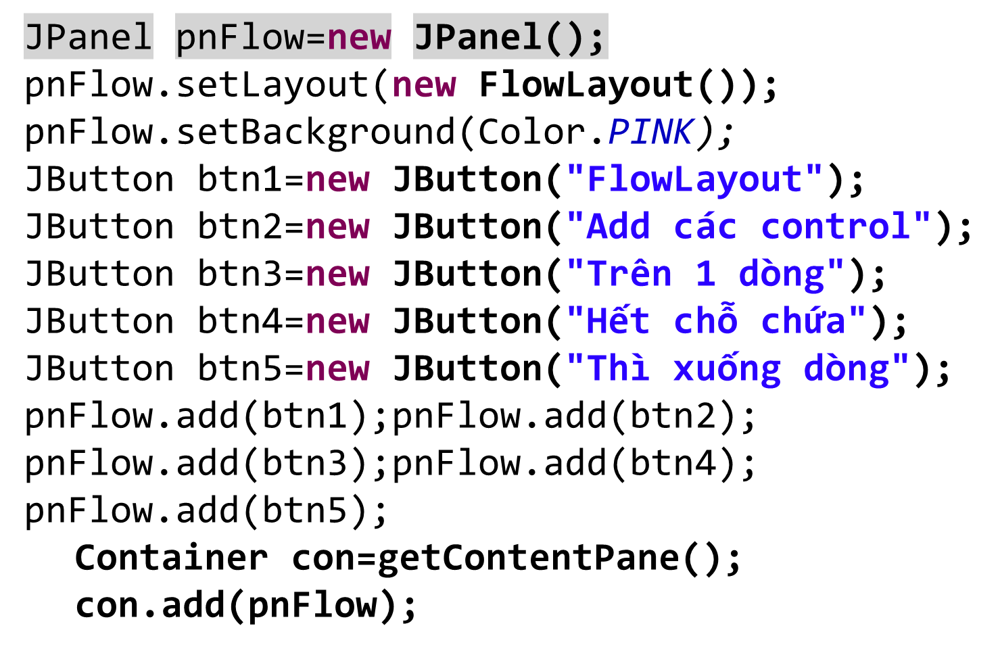 JPanel pnFlow=new JPanel();
pnFlow.setLayout(new FlowLayout());
pnFlow.setBackground(Color.PINK);
JButton btn1=new JButton("FlowLayout");
JButton btn2=new JButton("Add các control");
JButton btn3=new JButton("Trên 1 dòng");
JButton btn4=new JButton("Hết chỗ chứa");
JButton btn5=new JButton("Thì xuống dòng");
pnFlow.add(btn1);pnFlow.add(btn2);
pnFlow.add(btn3);pnFlow.add(btn4);
pnFlow.add(btn5);
Container con=getContentPane();
con.add(pnFlow);